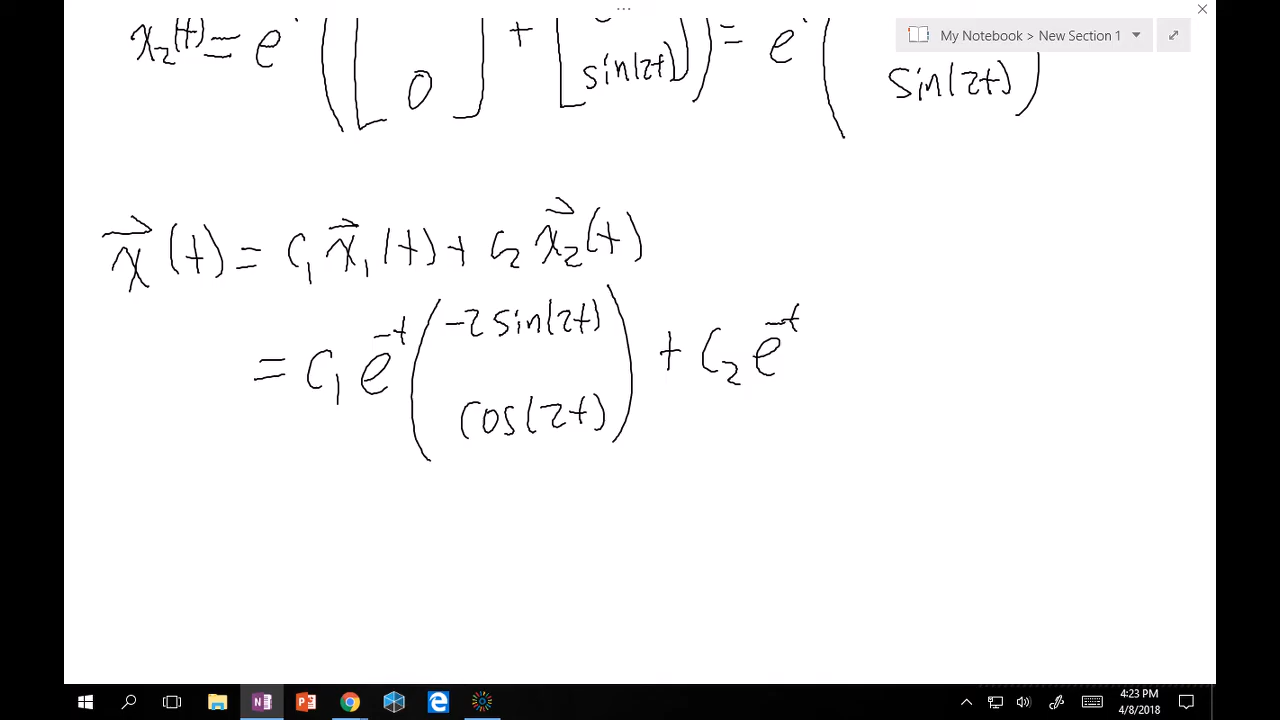 My Notebook > New Section 1
x₂(t) = e ( [ 0 ] + [ sin(2t) ] ) = e ( sin(2t) )
x⃗(t) = c₁ x⃗₁(t) + c₂ x⃗₂(t)
= c₁ e^-t ( -2 sin(2t)
cos(2t) ) + c₂ e^-t
4:23 PM
4/8/2018